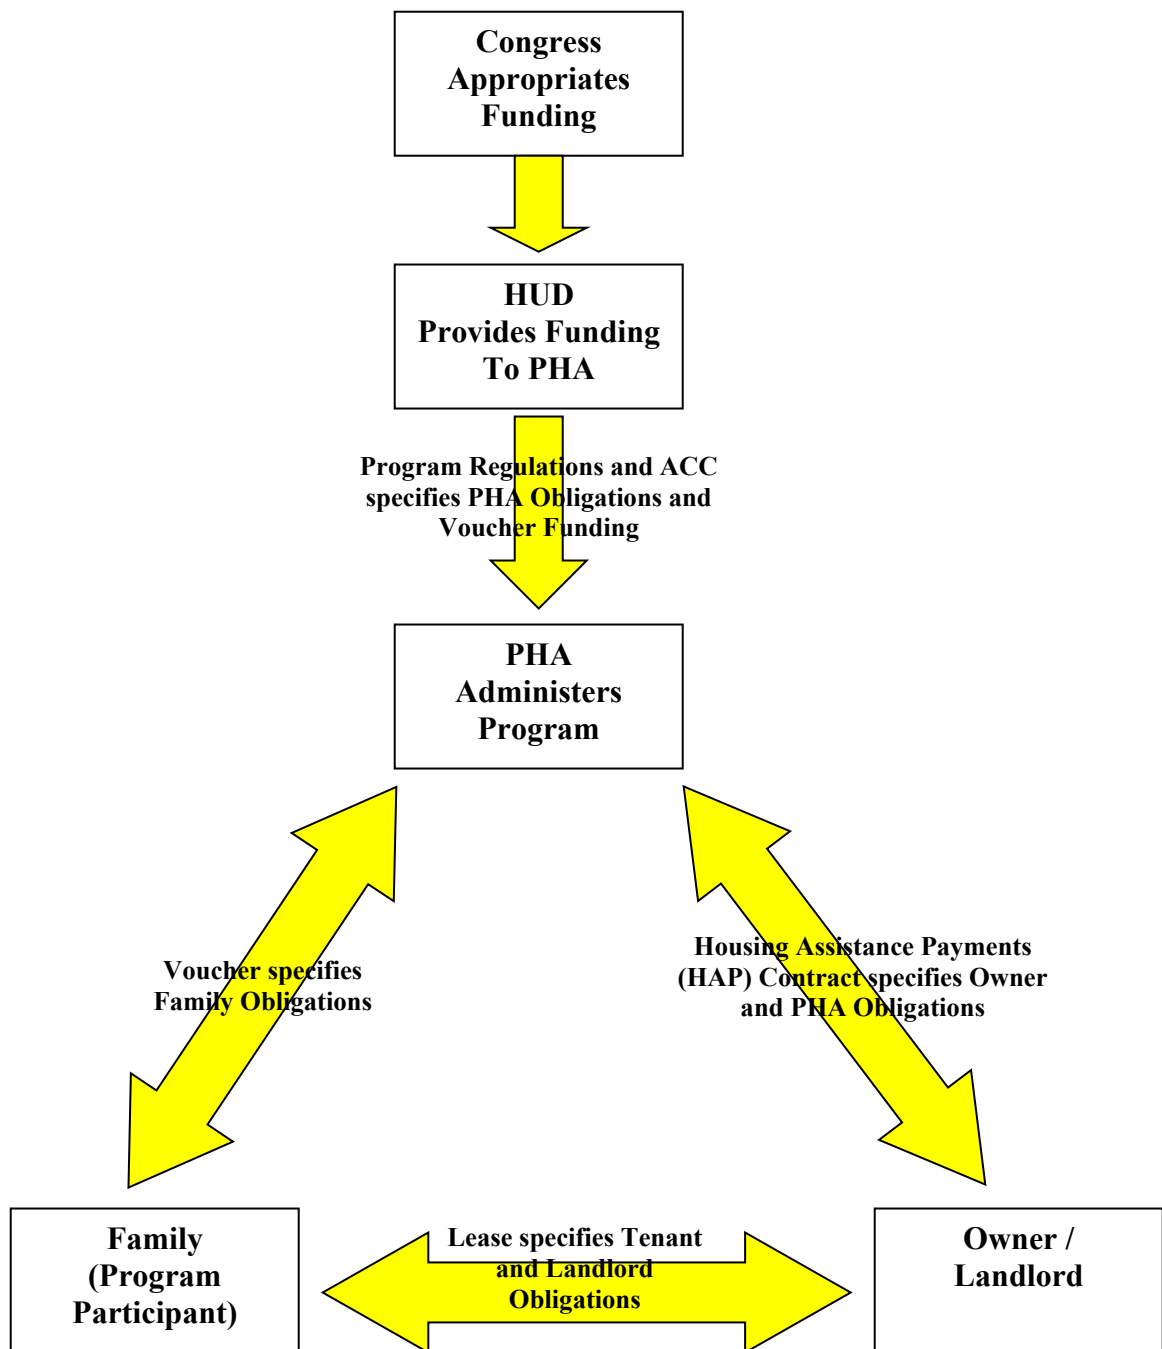 Congress
Appropriates
Funding
HUD
Provides Funding
To PHA
Program Regulations and ACC
specifies PHA Obligations and
Voucher Funding
PHA
Administers
Program
Voucher specifies
Family Obligations
Housing Assistance Payments
(HAP) Contract specifies Owner
and PHA Obligations
Family
(Program
Participant)
Lease specifies Tenant
and Landlord
Obligations
Owner /
Landlord